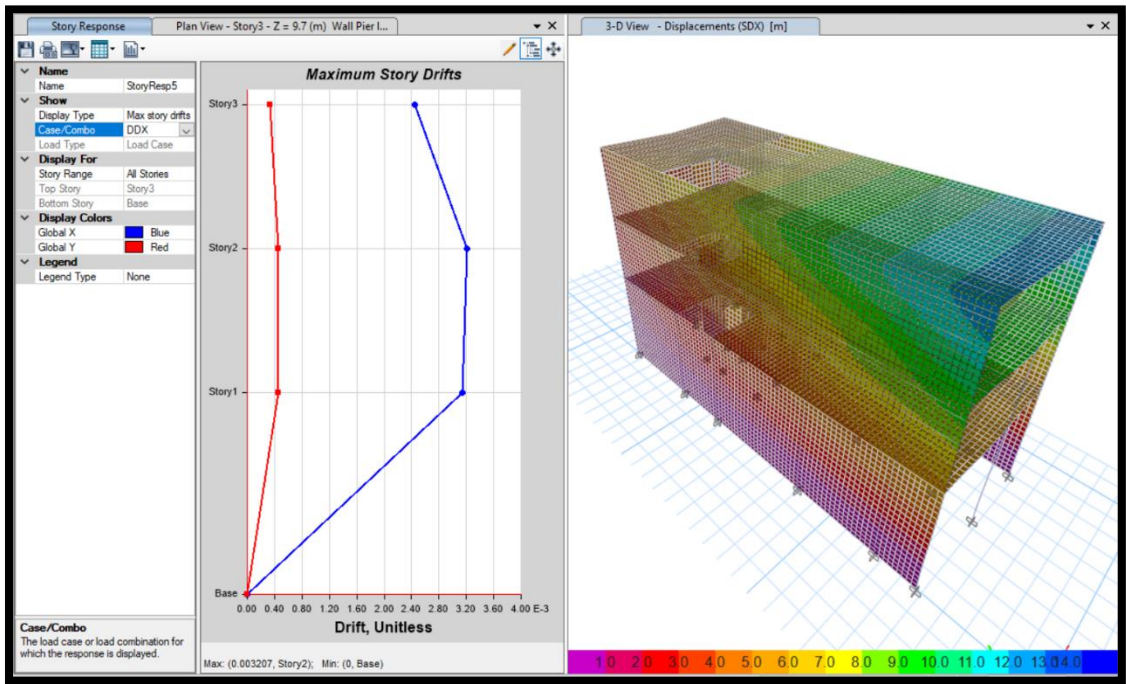 Story Response
Plan View - Story3 - Z = 9.7 (m) Wall Pier I...
Name
Name StoryResp5
Show
Display Type Max story drifts
Case/Combo DDX
Load Type Load Case
Display For
Story Range All Stories
Top Story Story3
Bottom Story Base
Display Colors
Global X Blue
Global Y Red
Legend
Legend Type None
Case/Combo
The load case or load combination for
which the response is displayed.
Maximum Story Drifts
Story3
Story2
Story1
Base
0.00 0.40 0.80 1.20 1.60 2.00 2.40 2.80 3.20 3.60 4.00 E-3
Drift, Unitless
Max: (0.003207, Story2); Min: (0, Base)
3-D View - Displacements (SDX) [m]
1.0 2.0 3.0 4.0 5.0 6.0 7.0 8.0 9.0 10.0 11.0 12.0 13.014.0